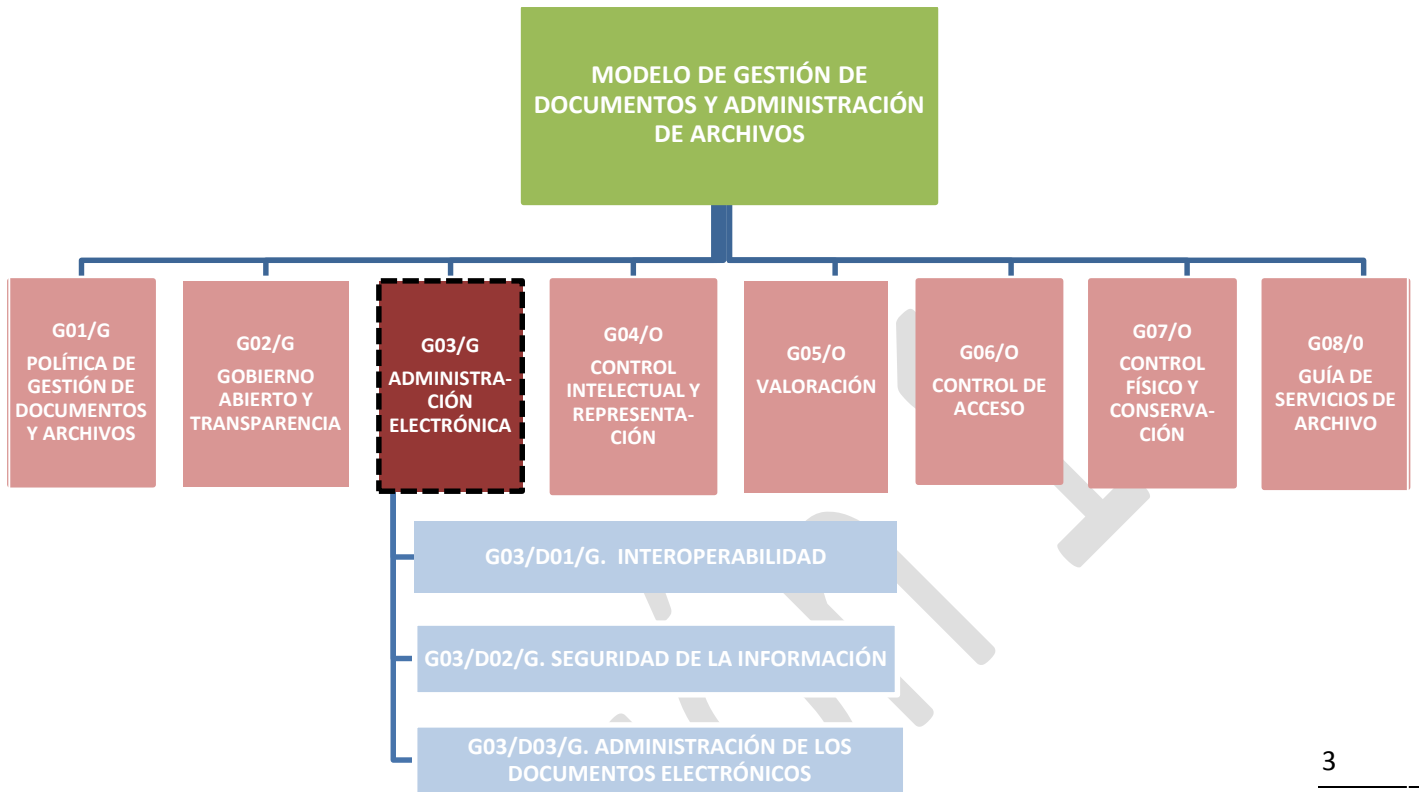 MODELO DE GESTIÓN DE
DOCUMENTOS Y ADMINISTRACIÓN
DE ARCHIVOS
G01/G
POLÍTICA DE
GESTIÓN DE
DOCUMENTOS
Y ARCHIVOS
G02/G
GOBIERNO
ABIERTO Y
TRANSPARENCIA
G03/G
ADMINISTRA-
CIÓN
ELECTRÓNICA
G04/O
CONTROL
INTELECTUAL Y
REPRESENTA-
CIÓN
G05/O
VALORACIÓN
G06/O
CONTROL DE
ACCESO
G07/O
CONTROL
FÍSICO Y
CONSERVA-
CIÓN
G08/0
GUÍA DE
SERVICIOS DE
ARCHIVO
G03/D01/G. INTEROPERABILIDAD
G03/D02/G. SEGURIDAD DE LA INFORMACIÓN
G03/D03/G. ADMINISTRACIÓN DE LOS
DOCUMENTOS ELECTRÓNICOS
3